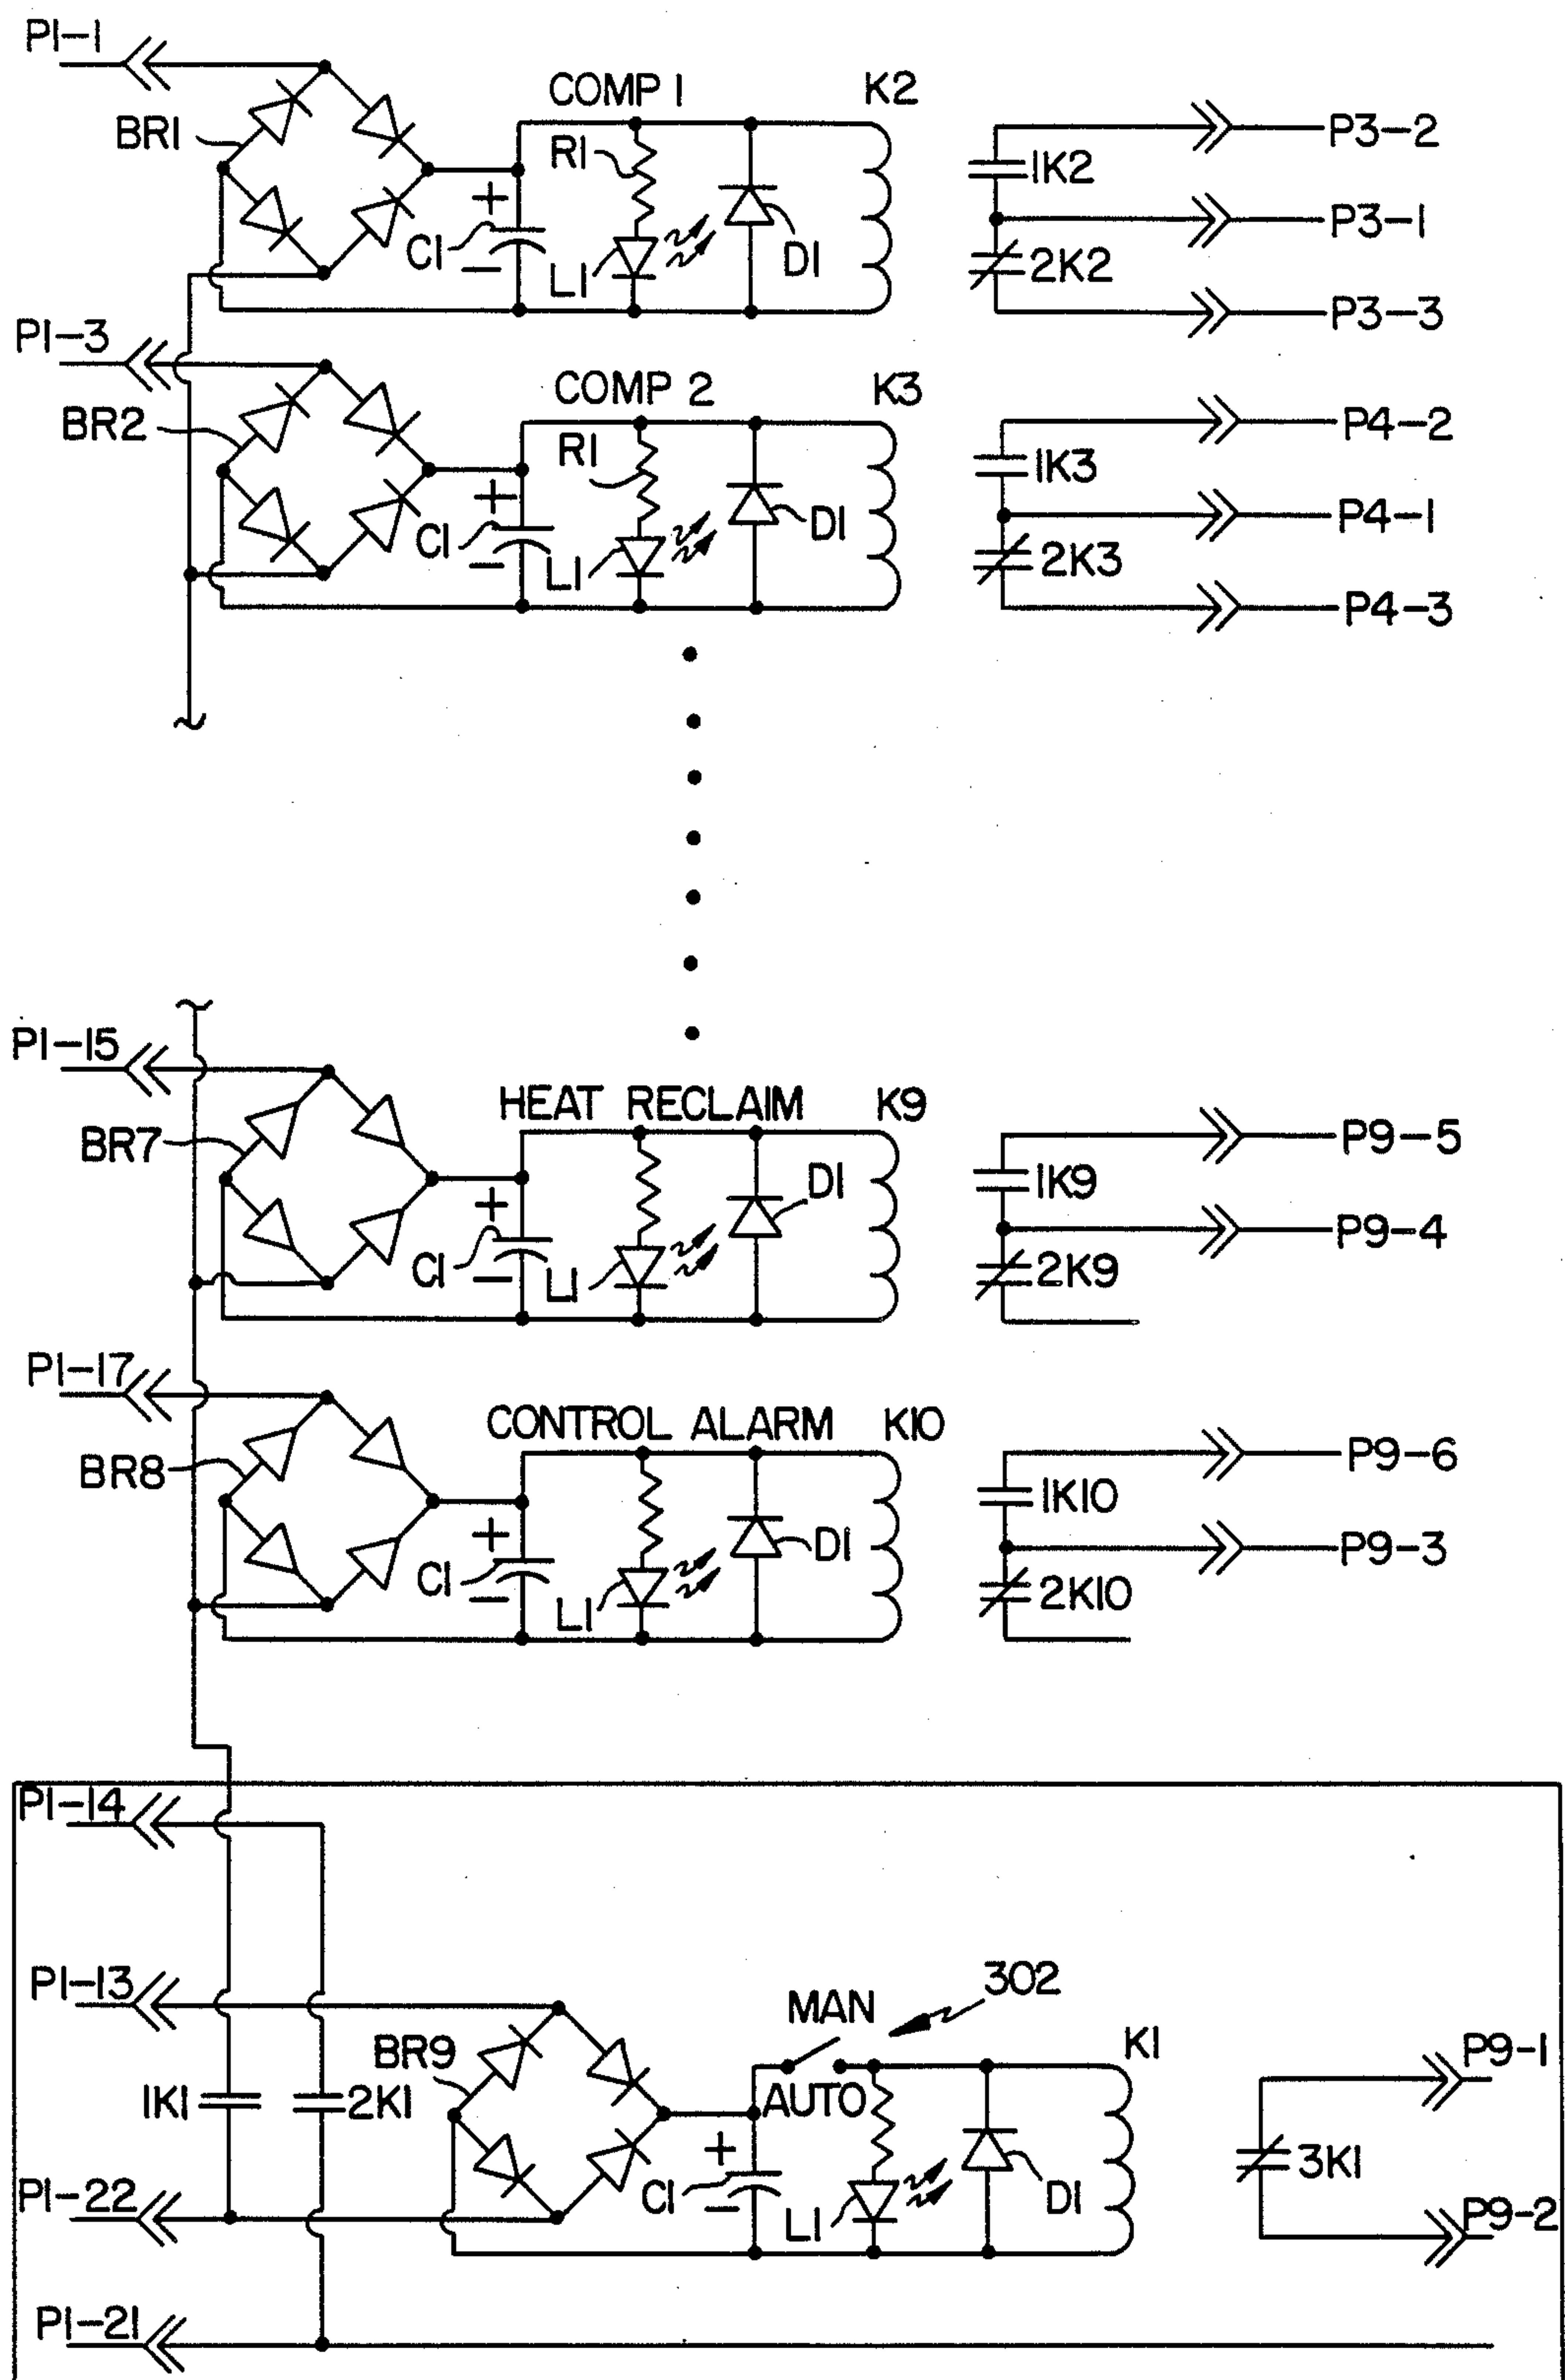 P1-1
COMP 1
K2
BR1
R1
1K2
P3-2
P3-1
+
C1
L1
D1
2K2
−
P3-3
P1-3
COMP 2
K3
BR2
R1
1K3
P4-2
+
C1
L1
D1
P4-1
2K3
−
P4-3
P1-15
HEAT RECLAIM
K9
BR7
D1
1K9
P9-5
+
C1
L1
P9-4
2K9
−
P1-17
CONTROL ALARM
K10
BR8
1K10
P9-6
+
C1
L1
D1
P9-3
2K10
−
P1-14
P1-13
MAN
302
BR9
K1
P9-1
1K1
2K1
AUTO
+
3K1
P1-22
C1
L1
D1
−
P9-2
P1-21